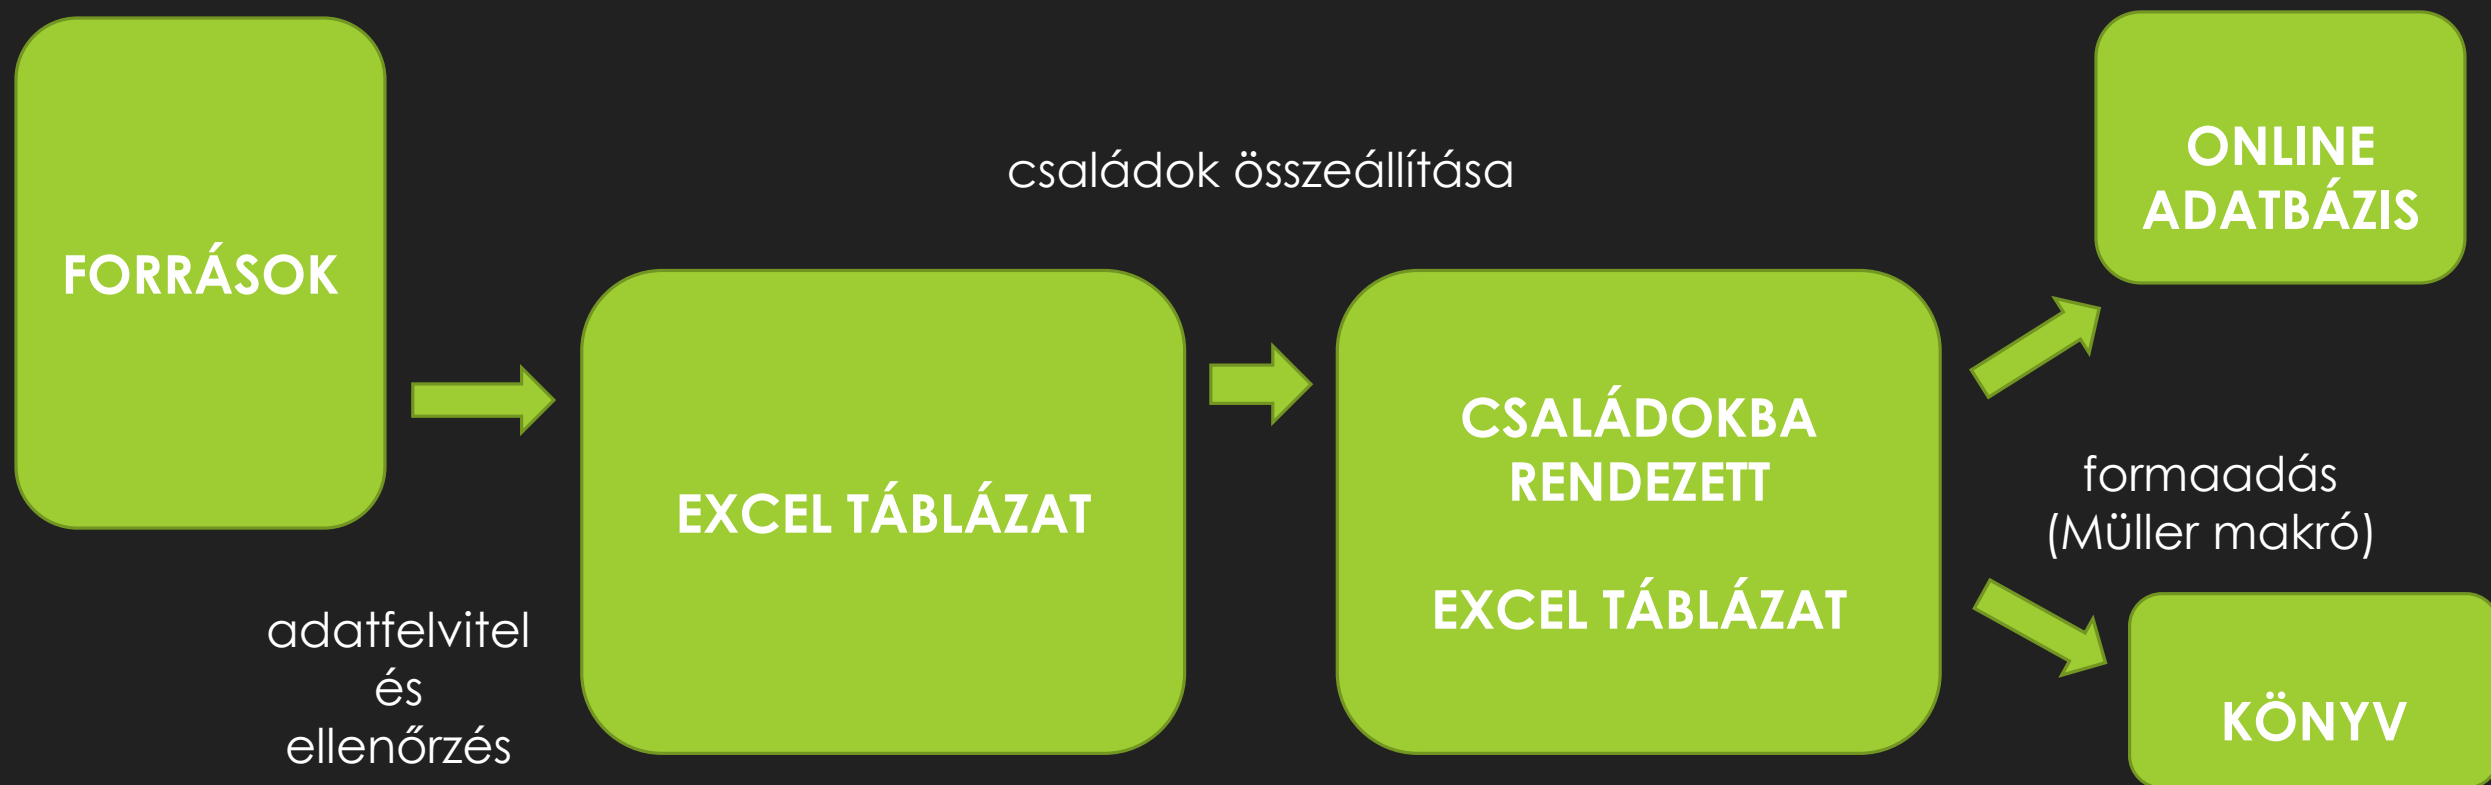 FORRÁSOK
adatfelvitel
és
ellenőrzés
EXCEL TÁBLÁZAT
családok összeállítása
CSALÁDOKBA
RENDEZETT
EXCEL TÁBLÁZAT
ONLINE
ADATBÁZIS
formaadás
(Müller makró)
KÖNYV